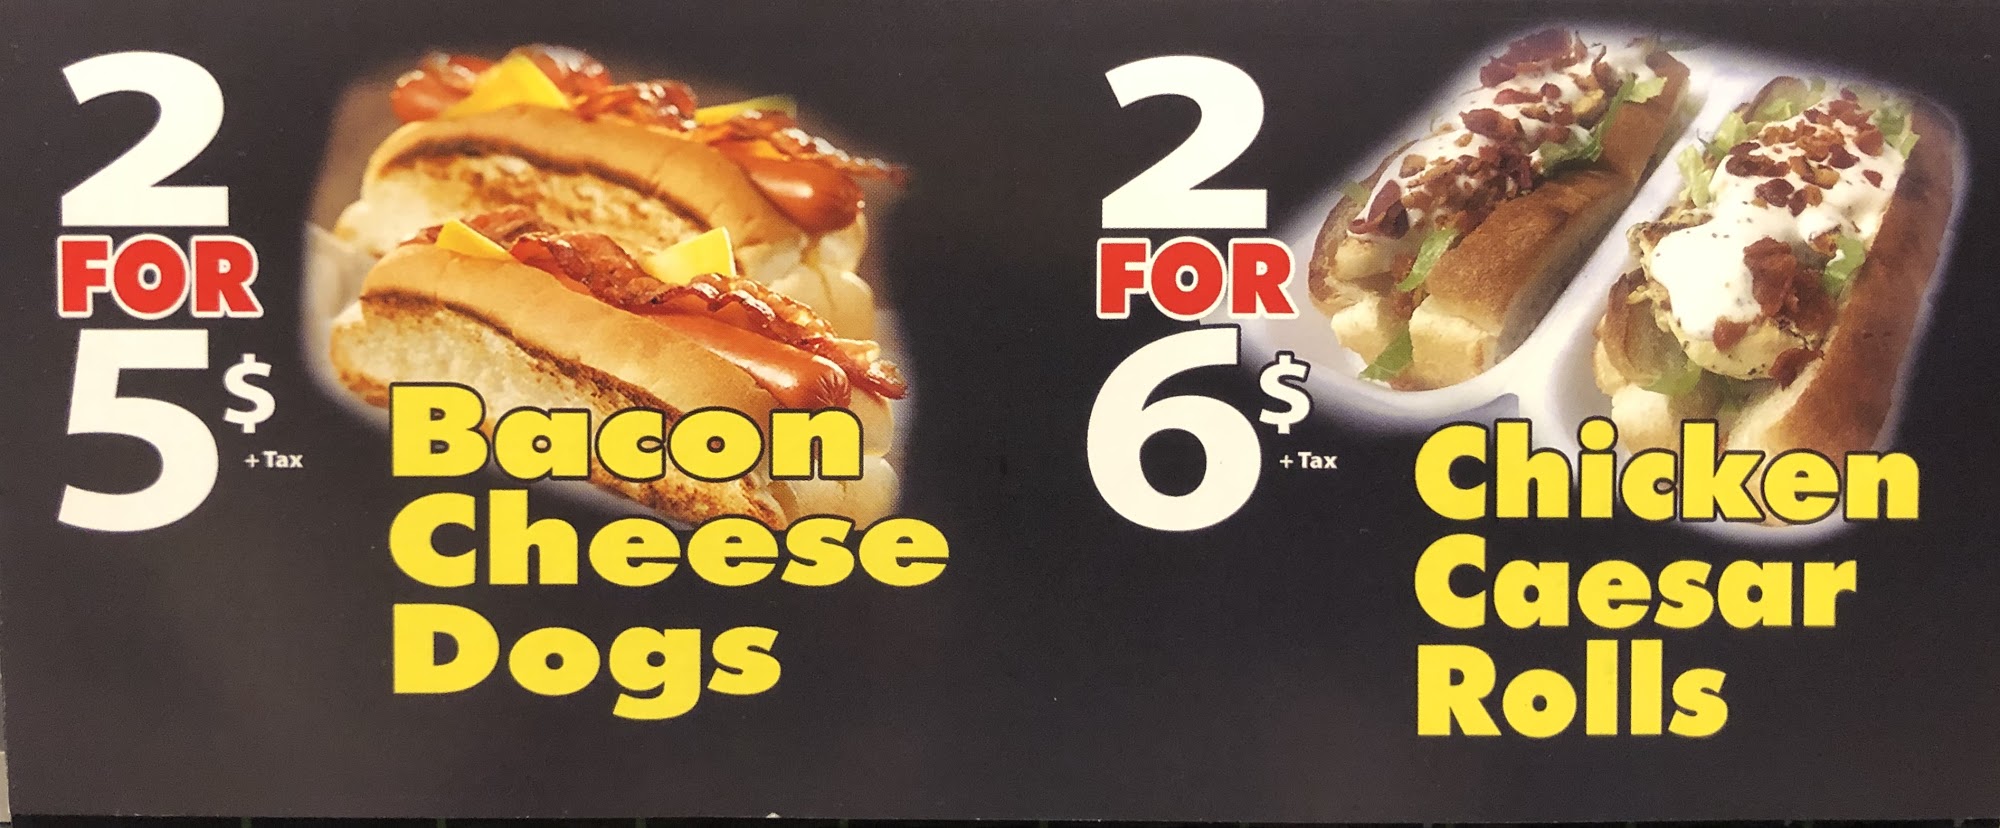 2
FOR
5$
+ Tax
Bacon
Cheese
Dogs
2
FOR
6$
+ Tax
Chicken
Caesar
Rolls